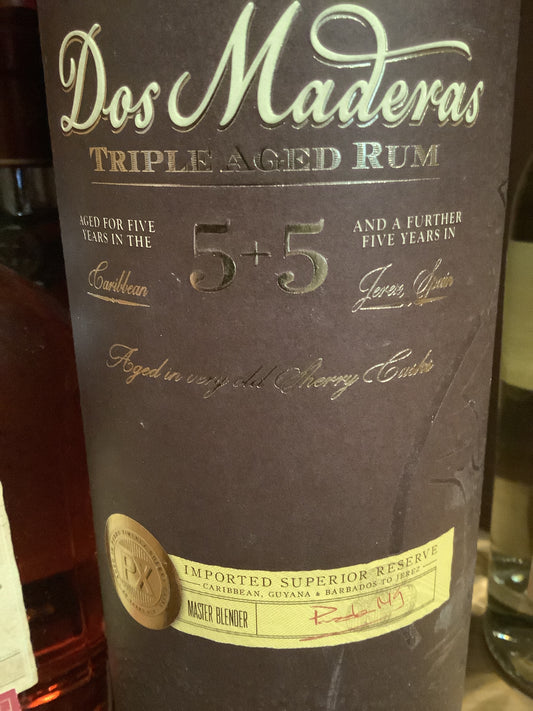 Dos Maderas
TRIPLE AGED RUM
AGED FOR FIVE
YEARS IN THE
Caribbean
5+5
AND A FURTHER
FIVE YEARS IN
Jerez, Spain
Aged in very old Sherry Casks
PX
IMPORTED SUPERIOR RESERVE
CARIBBEAN, GUYANA & BARBADOS TO JEREZ
MASTER BLENDER